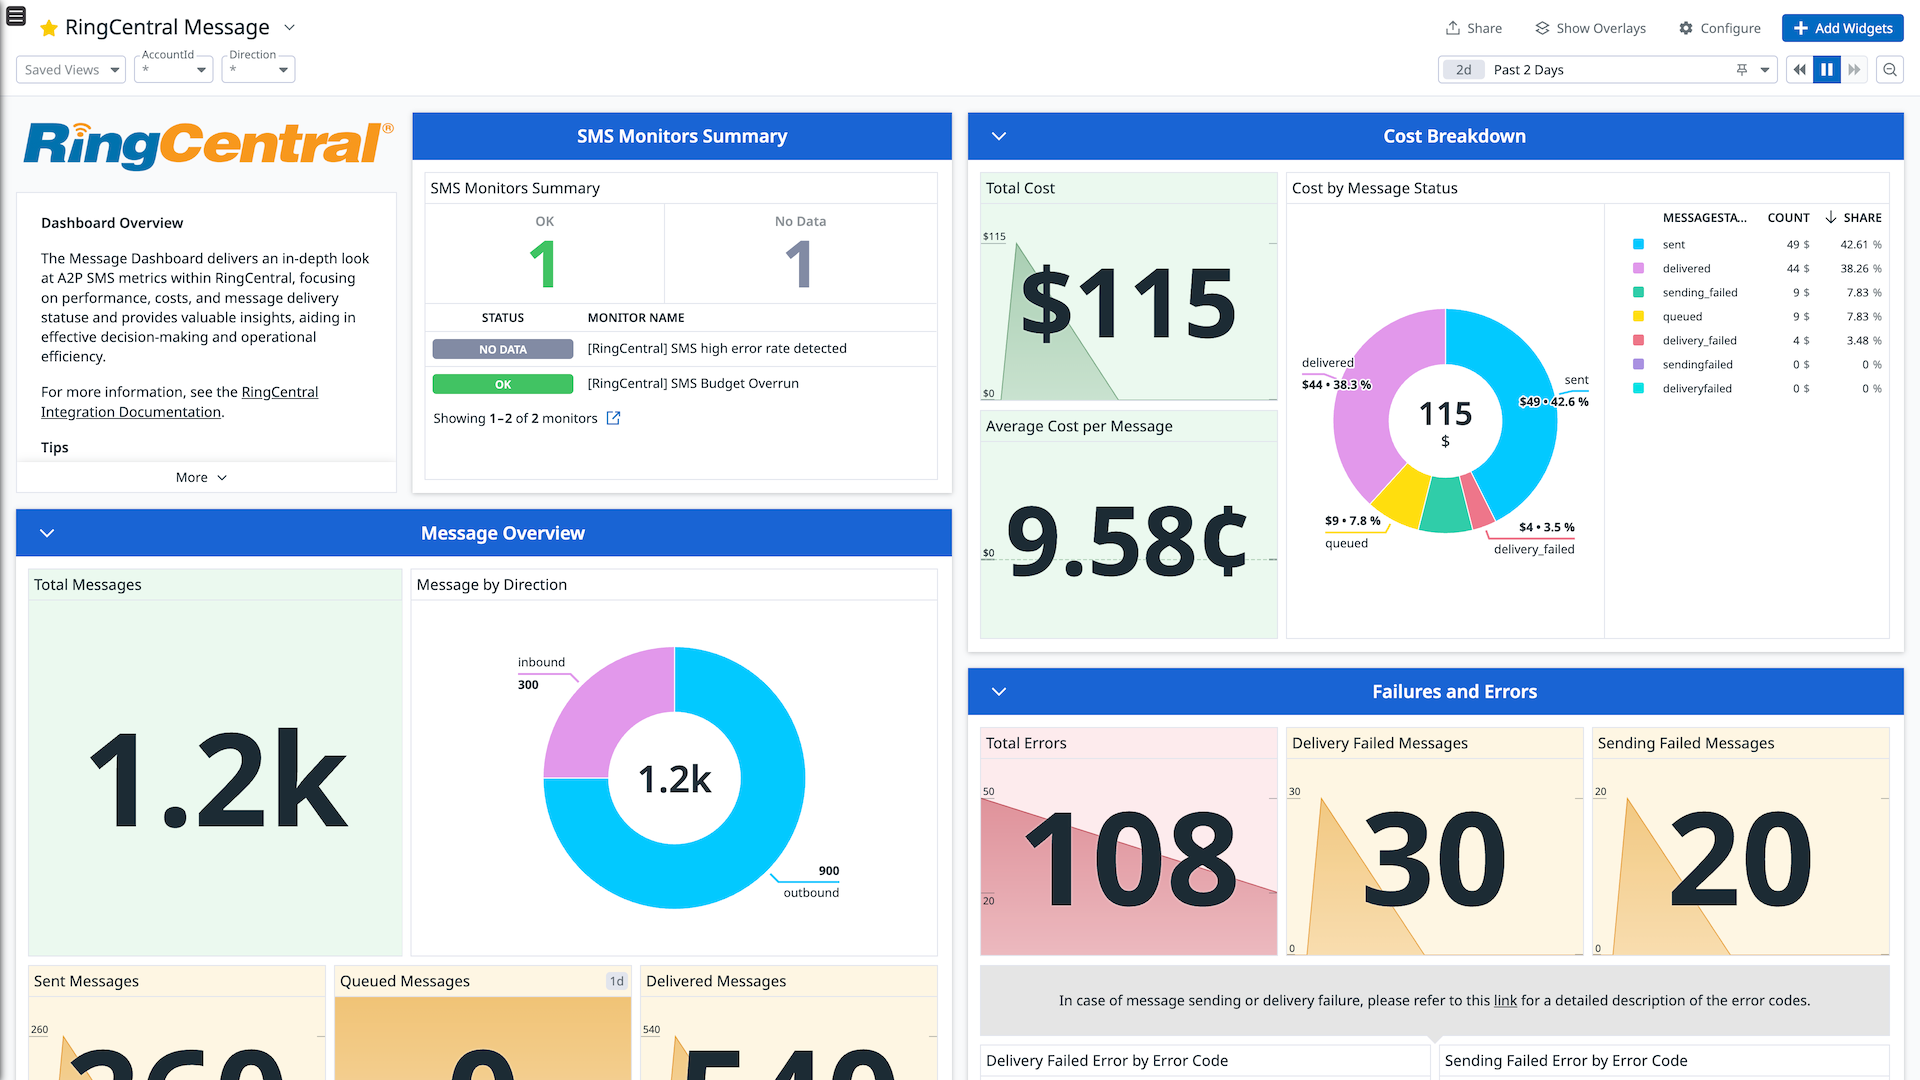 RingCentral Message
Share
Show Overlays
Configure
Add Widgets
Saved Views
AccountId
*
Direction
*
2d
Past 2 Days
RingCentral®
Dashboard Overview
The Message Dashboard delivers an in-depth look
at A2P SMS metrics within RingCentral, focusing
on performance, costs, and message delivery
statuse and provides valuable insights, aiding in
effective decision-making and operational
efficiency.
For more information, see the RingCentral
Integration Documentation.
Tips
More
SMS Monitors Summary
SMS Monitors Summary
OK
1
No Data
1
STATUS MONITOR NAME
NO DATA [RingCentral] SMS high error rate detected
OK [RingCentral] SMS Budget Overrun
Showing 1–2 of 2 monitors
Cost Breakdown
Total Cost
$115
$115
$0
Average Cost per Message
9.58¢
$0
Cost by Message Status
delivered
$44 • 38.3 %
sent
$49 • 42.6 %
115
$
$9 • 7.8 %
queued
$4 • 3.5 %
delivery_failed
MESSAGESTA... COUNT SHARE
sent 49 $ 42.61 %
delivered 44 $ 38.26 %
sending_failed 9 $ 7.83 %
queued 9 $ 7.83 %
delivery_failed 4 $ 3.48 %
sendingfailed 0 $ 0 %
deliveryfailed 0 $ 0 %
Message Overview
Total Messages
1.2k
Message by Direction
inbound
300
1.2k
900
outbound
Sent Messages
260
260
Queued Messages
1d
0
Delivered Messages
540
540
Failures and Errors
Total Errors
50
108
20
Delivery Failed Messages
30
30
0
Sending Failed Messages
20
20
0
In case of message sending or delivery failure, please refer to this link for a detailed description of the error codes.
Delivery Failed Error by Error Code
Sending Failed Error by Error Code